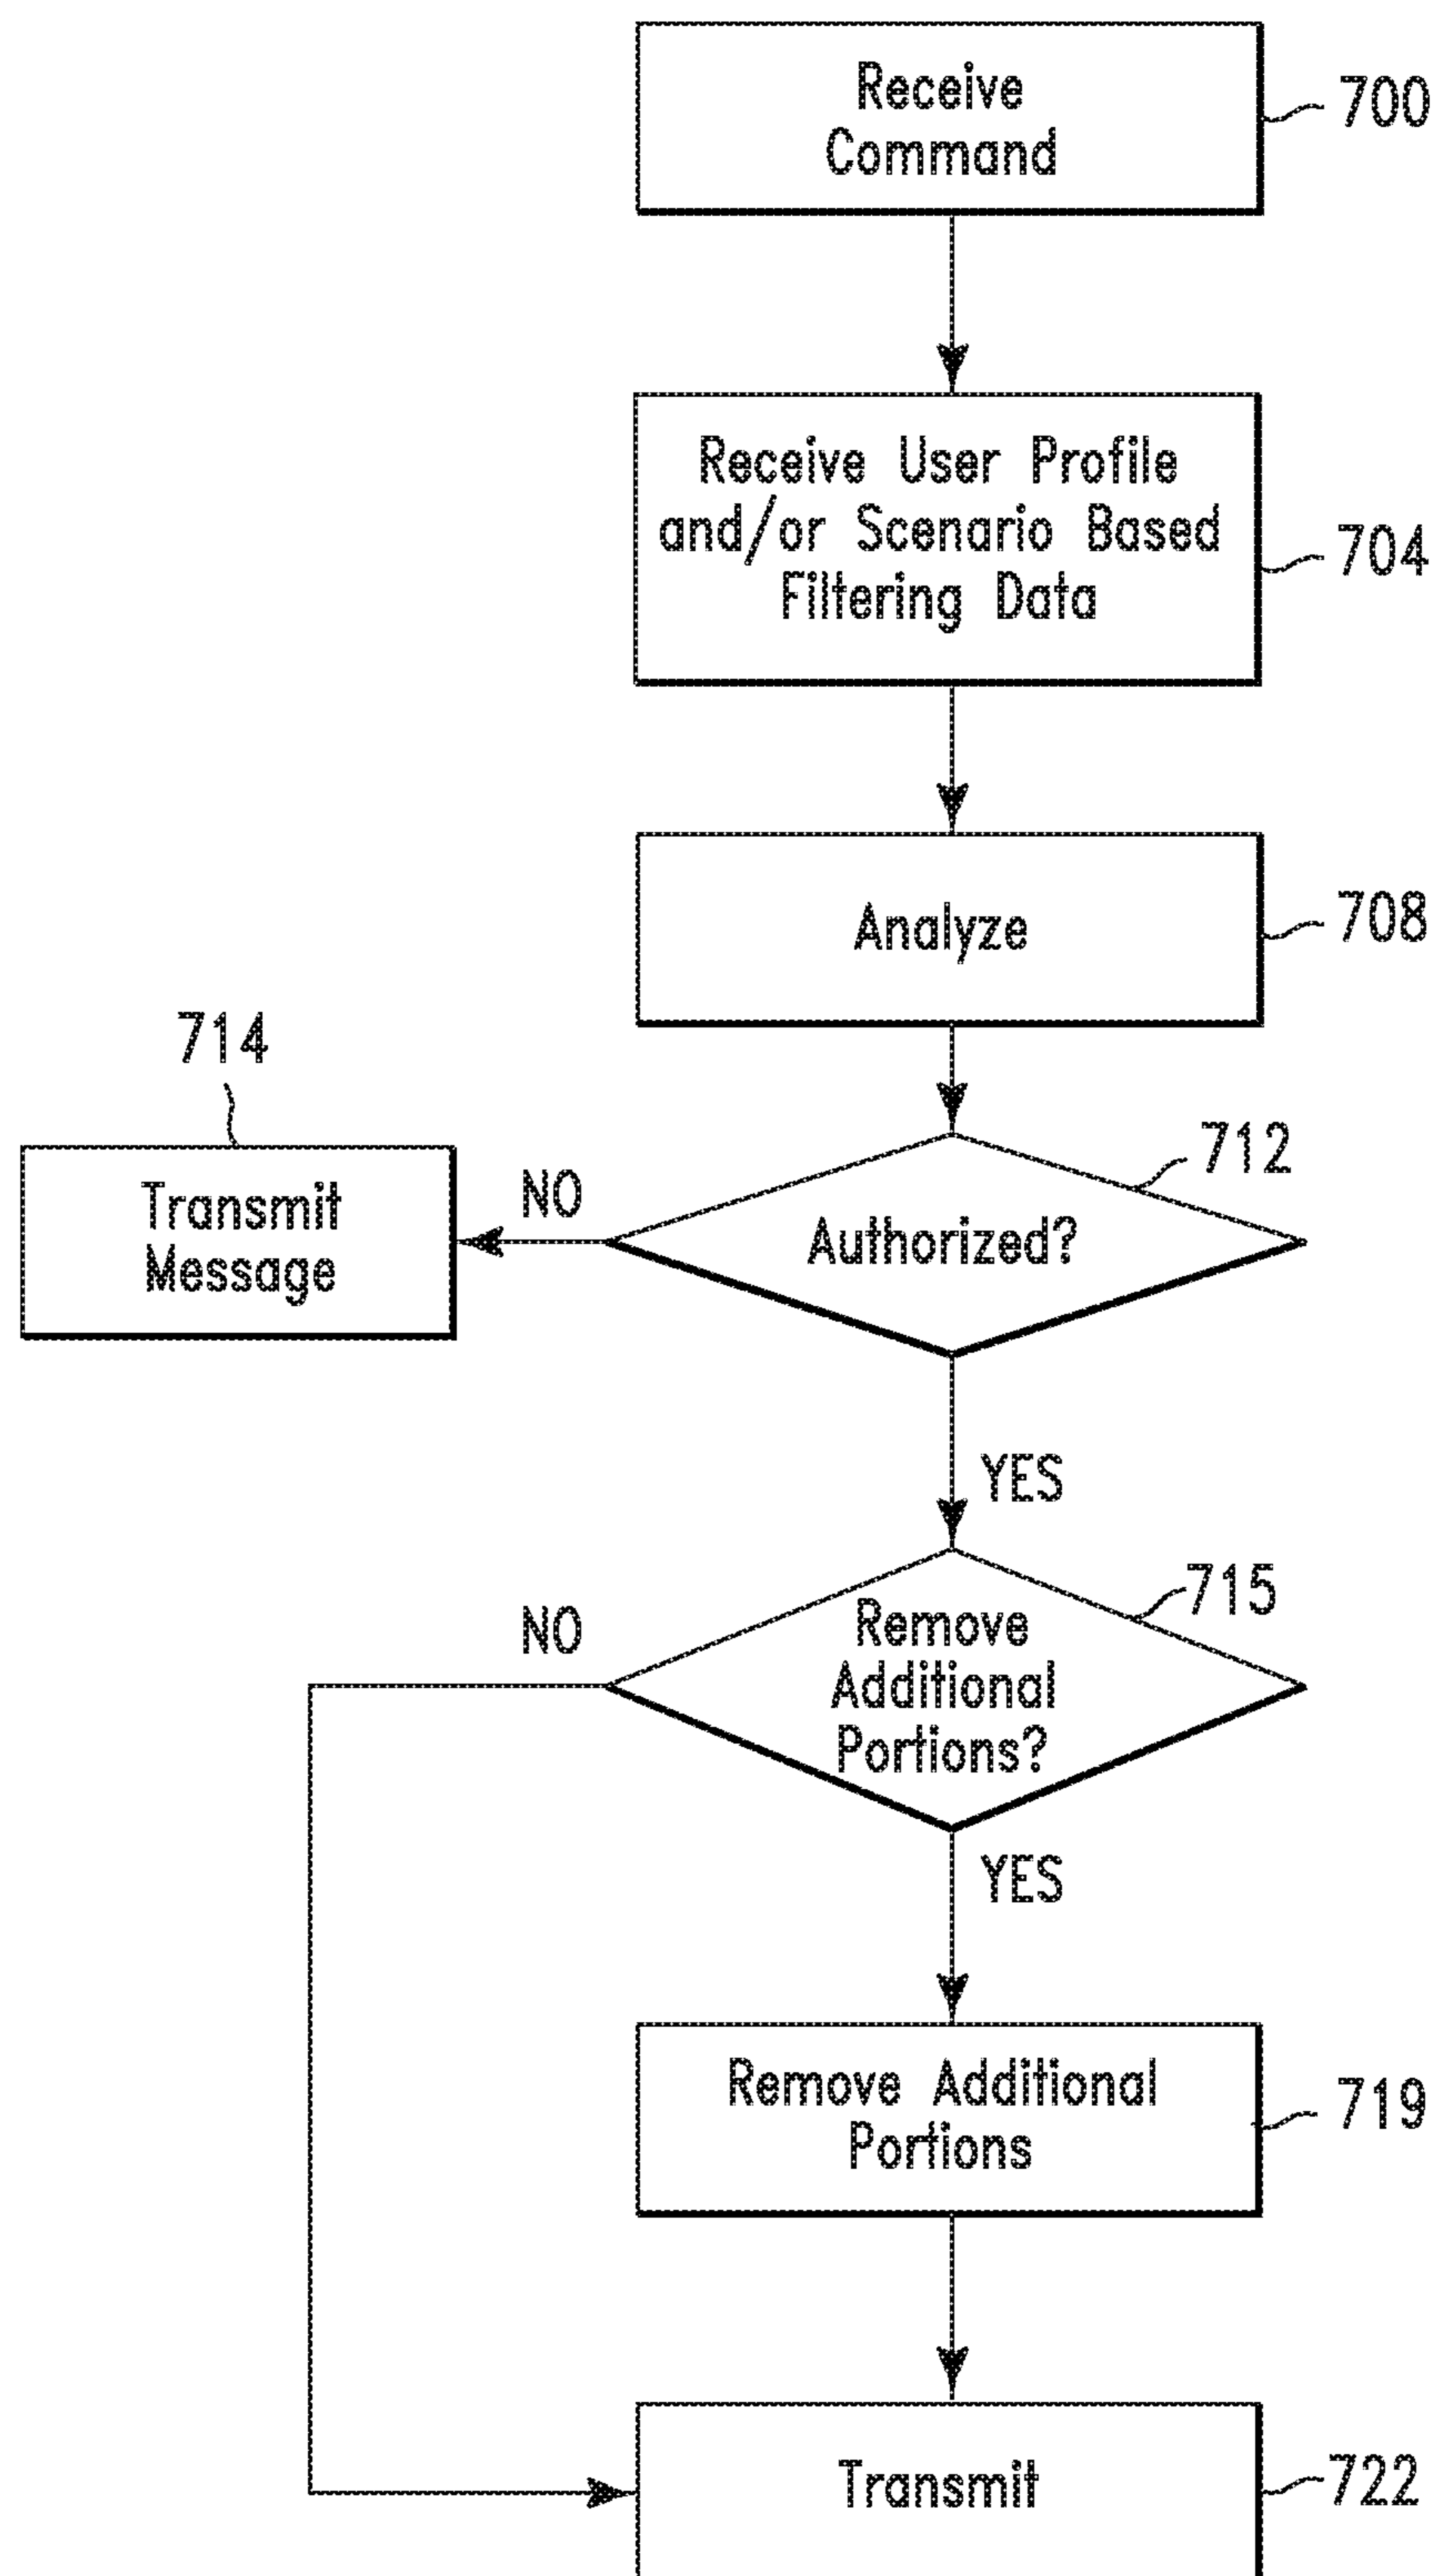 Receive
Command
700
Receive User Profile
and/or Scenario Based
Filtering Data
704
Analyze
708
714
Transmit
Message
NO
712
Authorized?
YES
NO
715
Remove
Additional
Portions?
YES
Remove Additional
Portions
719
Transmit
722